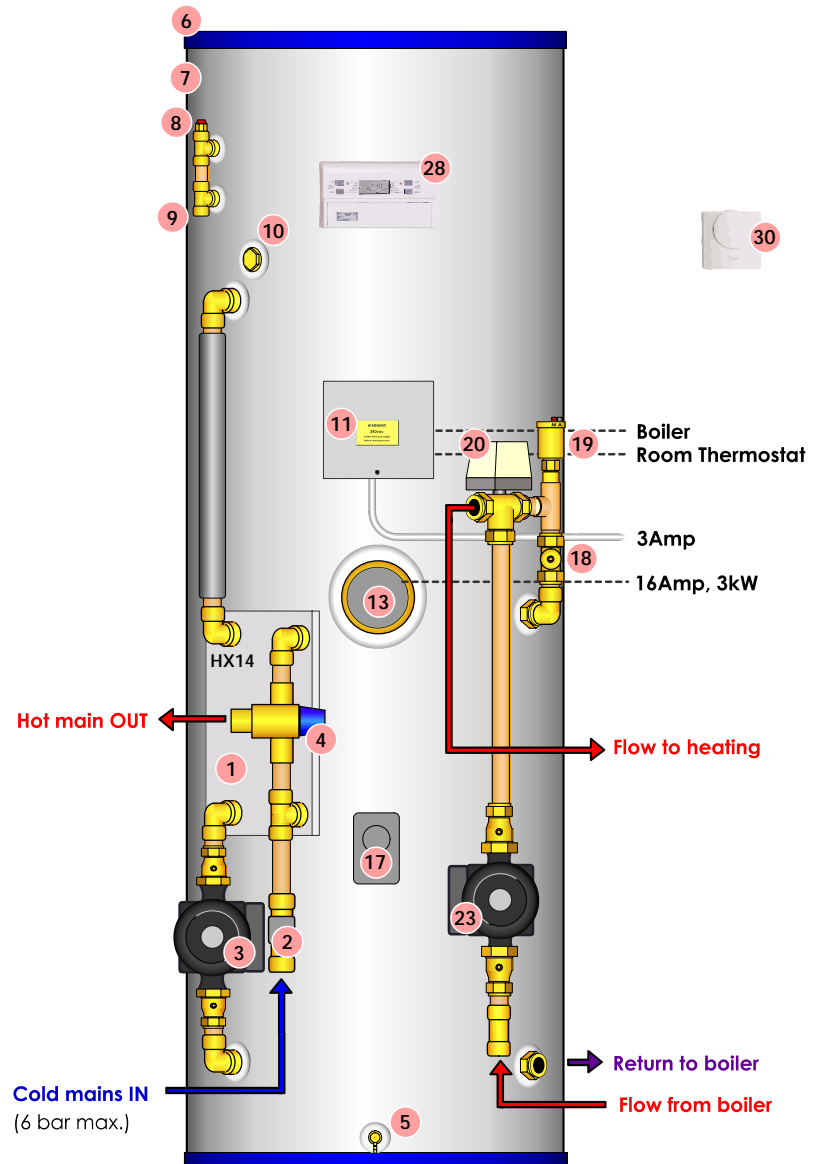 6
7
8
28
9
10
30
11
WARNING
240vac
M A
20
19
Boiler
Room Thermostat
3Amp
18
16Amp, 3kW
13
HX14
Hot main OUT
4
Flow to heating
1
17
23
3
2
Return to boiler
Cold mains IN
(6 bar max.)
Flow from boiler
5